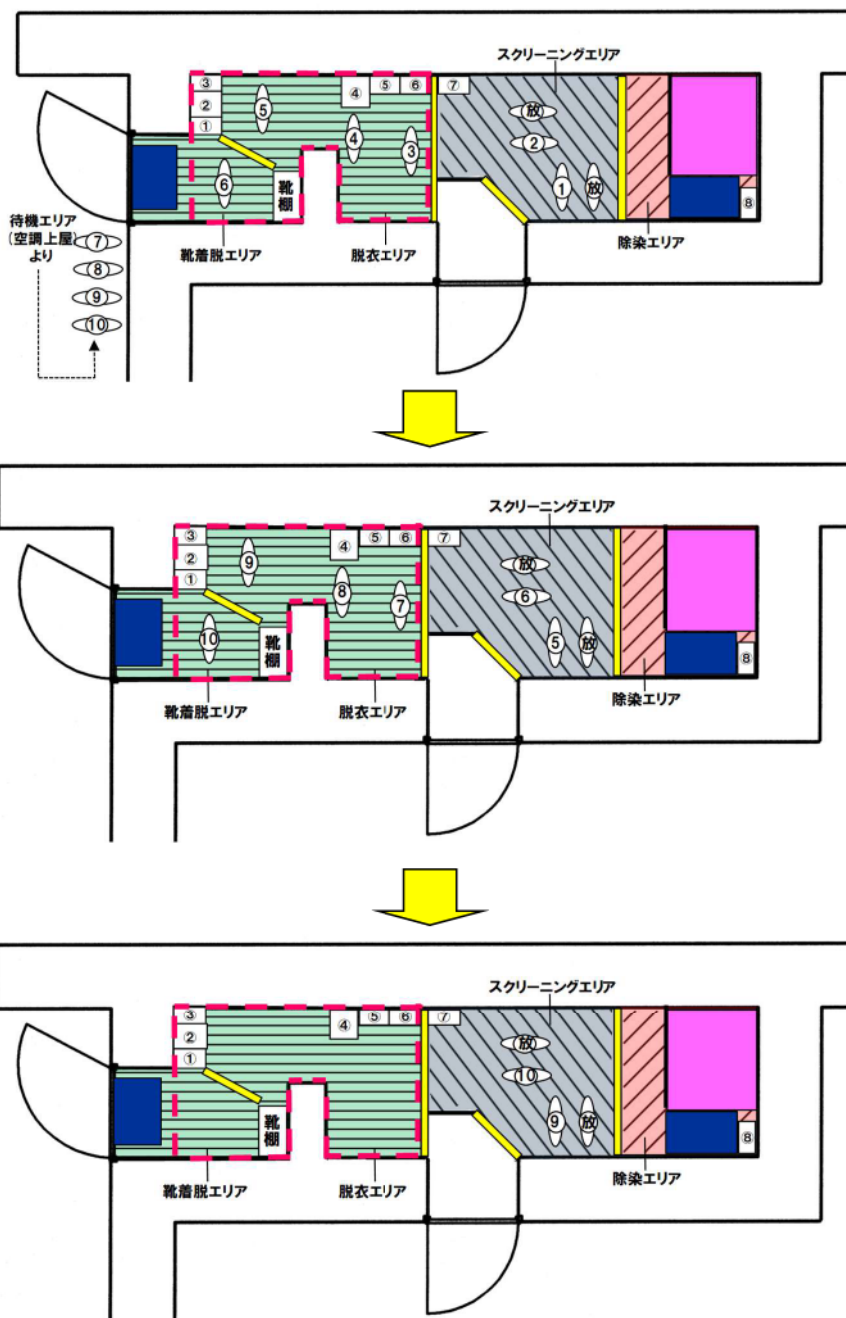 スクリーニングエリア
③
②
①
⑤
④
⑤
⑥
④
③
⑥
靴
棚
⑦
放
②
①
放
⑧
待機エリア
(空調上屋)
より
⑦
⑧
⑨
⑩
靴着脱エリア
脱衣エリア
除染エリア
スクリーニングエリア
③
②
①
⑨
④
⑤
⑥
⑧
⑦
⑩
靴
棚
⑦
放
⑥
⑤
放
⑧
靴着脱エリア
脱衣エリア
除染エリア
スクリーニングエリア
③
②
①
④
⑤
⑥
靴
棚
⑦
放
⑩
⑨
放
⑧
靴着脱エリア
脱衣エリア
除染エリア